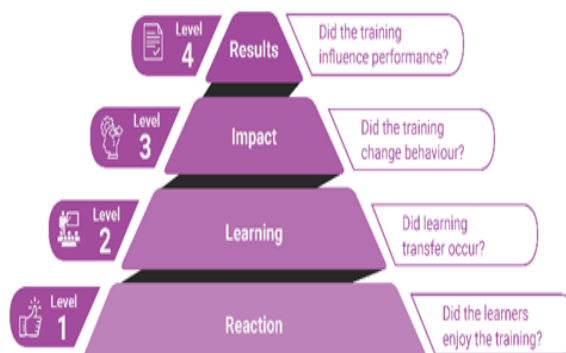 Level
4
Results
Did the training
influence performance?
Level
3
Impact
Did the training
change behaviour?
Level
2
Learning
Did learning
transfer occur?
Level
1
Reaction
Did the learners
enjoy the training?